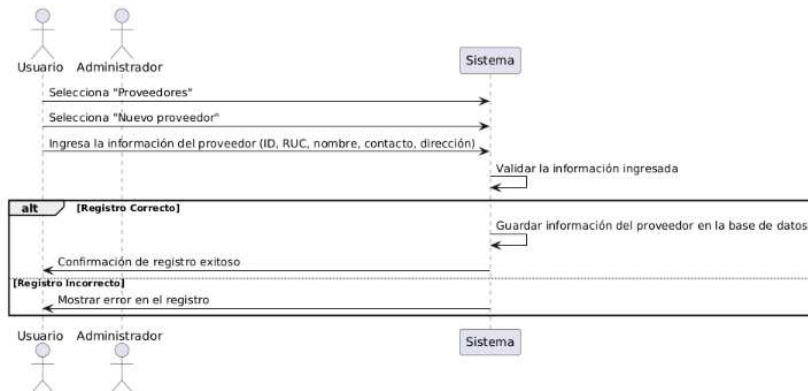 Usuario Administrador Sistema
Selecciona "Proveedores"
Selecciona "Nuevo proveedor"
Ingresa la información del proveedor (ID, RUC, nombre, contacto, dirección)
Validar la información ingresada
alt [Registro Correcto]
Guardar información del proveedor en la base de datos
Confirmación de registro exitoso
[Registro Incorrecto]
Mostrar error en el registro
Usuario Administrador Sistema